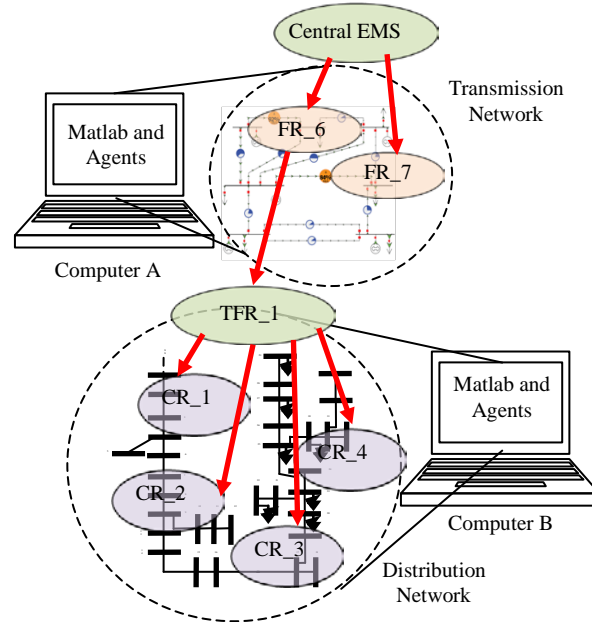 Central EMS
Transmission
Network
Matlab and
Agents
FR_6
FR_7
Computer A
TFR_1
CR_1
Matlab and
Agents
CR_4
CR_2
Computer B
CR_3
Distribution
Network